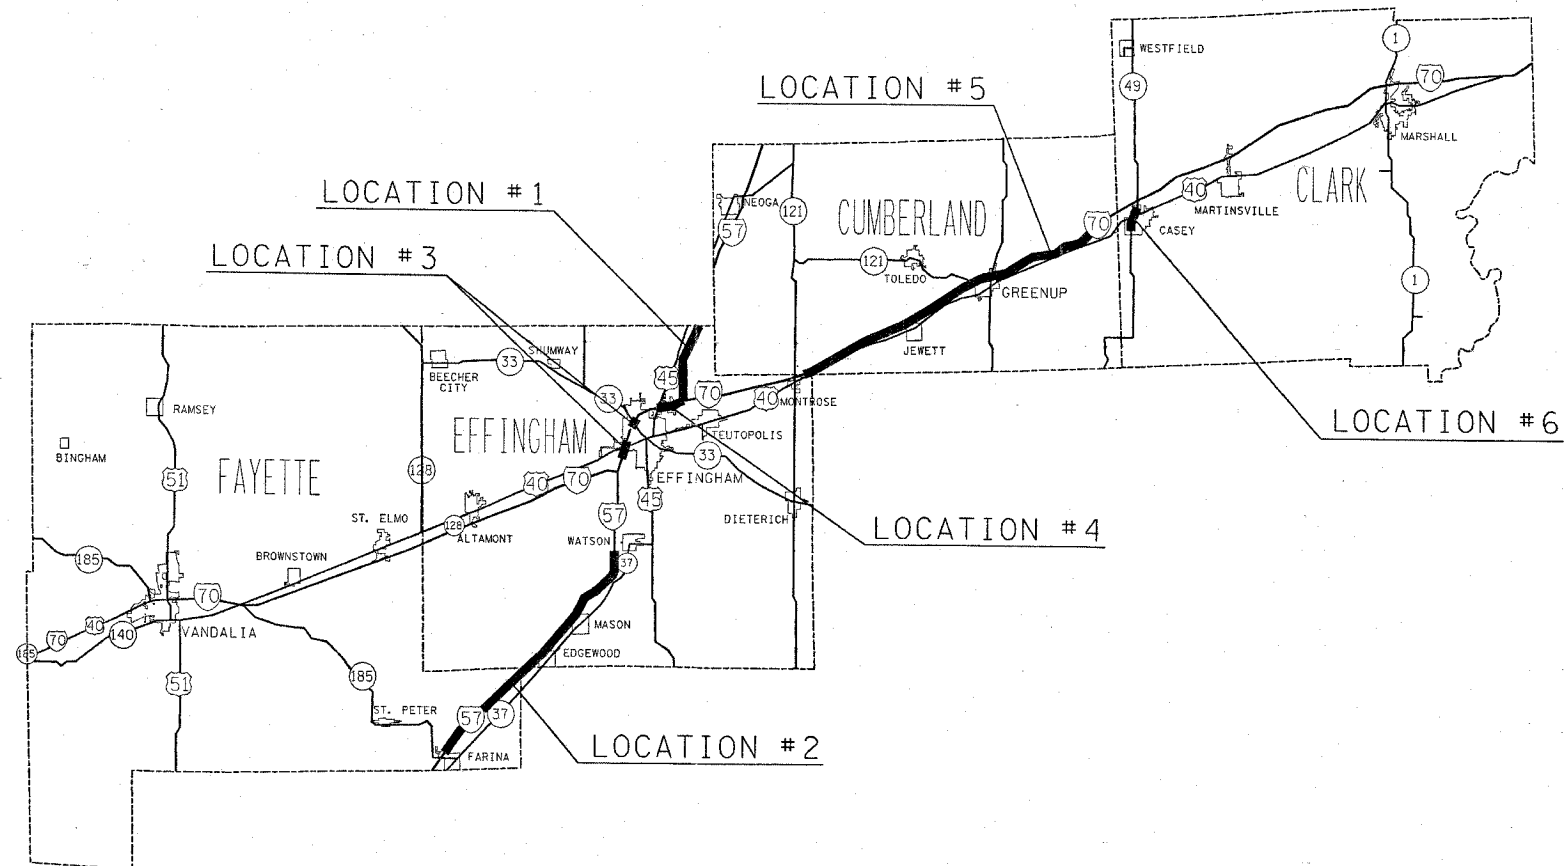 1
WESTFIELD
70
LOCATION #5
49
MARSHALL
LOCATION #1
NEOGA
121
CUMBERLAND
40
MARTINSVILLE
CLARK
57
70
CASEY
LOCATION #3
121
TOLEDO
GREENUP
1
JEWETT
SHUMWAY
33
BEECHER
CITY
45
70
33
40
MONTROSE
RAMSEY
TEUTOPOLIS
LOCATION #6
EFFINGHAM
BINGHAM
33
FAYETTE
128
EFFINGHAM
51
40
70
45
DIETERICH
57
ST. ELMO
128
ALTAMONT
WATSON
LOCATION #4
185
BROWNSTOWN
37
70
40
140
VANDALIA
MASON
70
185
EDGEWOOD
185
51
ST. PETER
57
37
LOCATION #2
FARINA